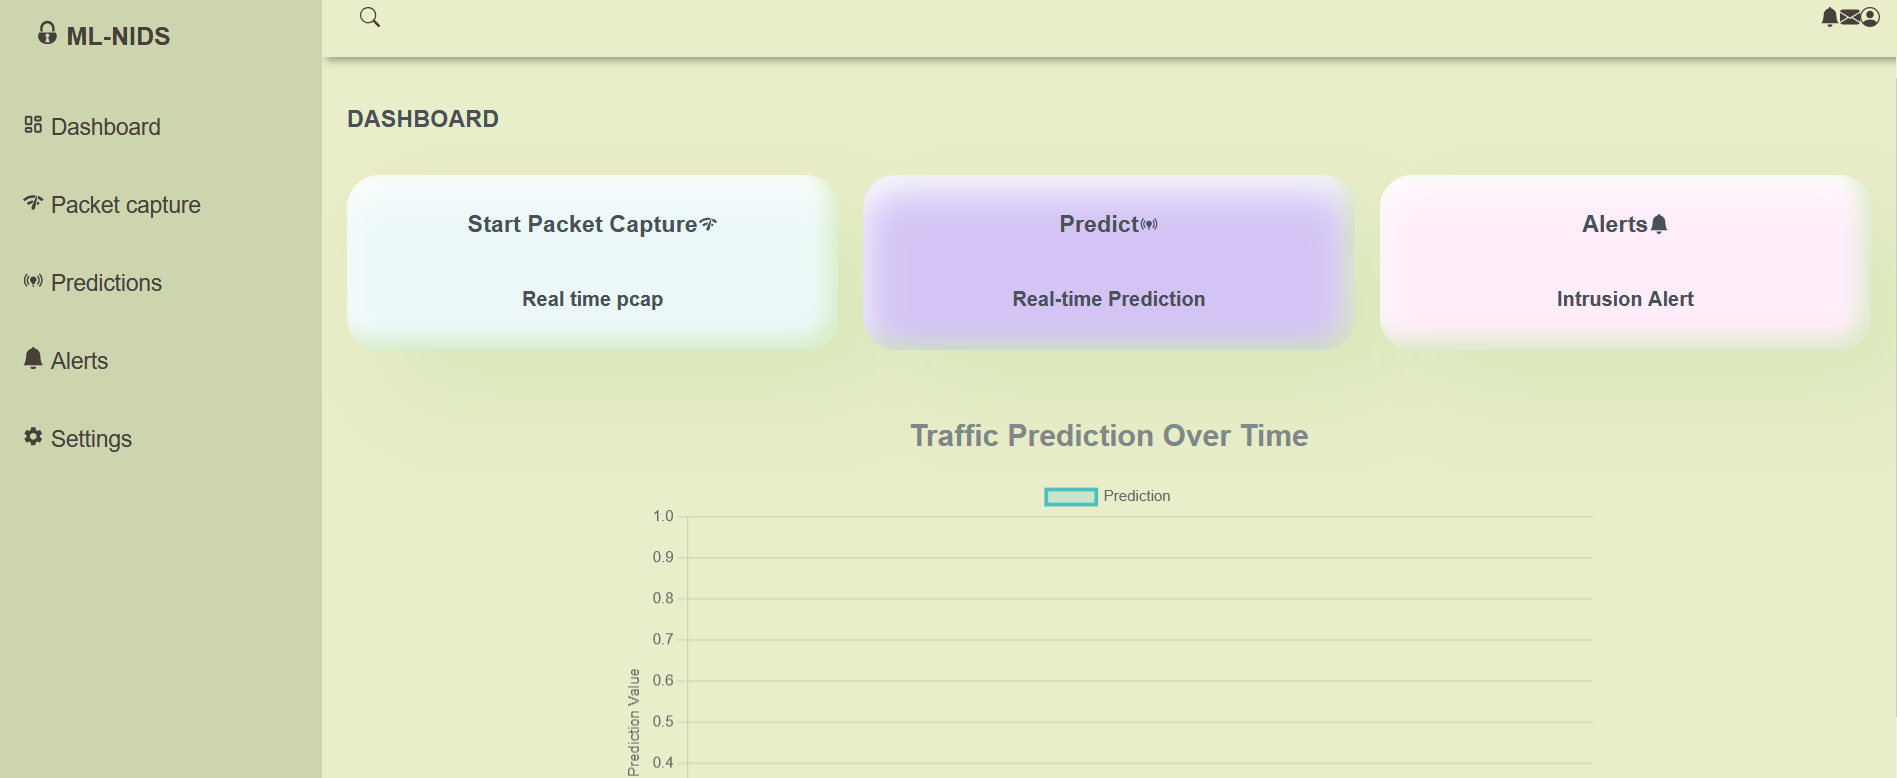 ML-NIDS
Dashboard
Packet capture
Predictions
Alerts
Settings
DASHBOARD
Start Packet Capture
Real time pcap
Predict
Real-time Prediction
Alerts
Intrusion Alert
Traffic Prediction Over Time
Prediction
1.0
0.9
0.8
0.7
0.6
0.5
0.4
Prediction Value